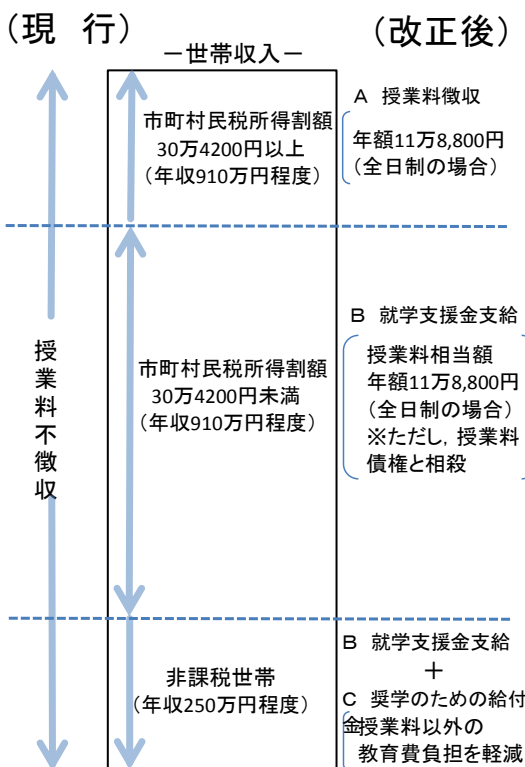 （現　行）
（改正後）
－世帯収入－
授業料不徴収
市町村民税所得割額
30万4200円以上
（年収910万円程度）
A　授業料徴収
年額11万8,800円
（全日制の場合）
市町村民税所得割額
30万4200円未満
（年収910万円程度）
B　就学支援金支給
授業料相当額
年額11万8,800円
（全日制の場合）
※ただし，授業料
債権と相殺
非課税世帯
（年収250万円程度）
B　就学支援金支給
＋
C　奨学のための給付
金
授業料以外の
教育費負担を軽減